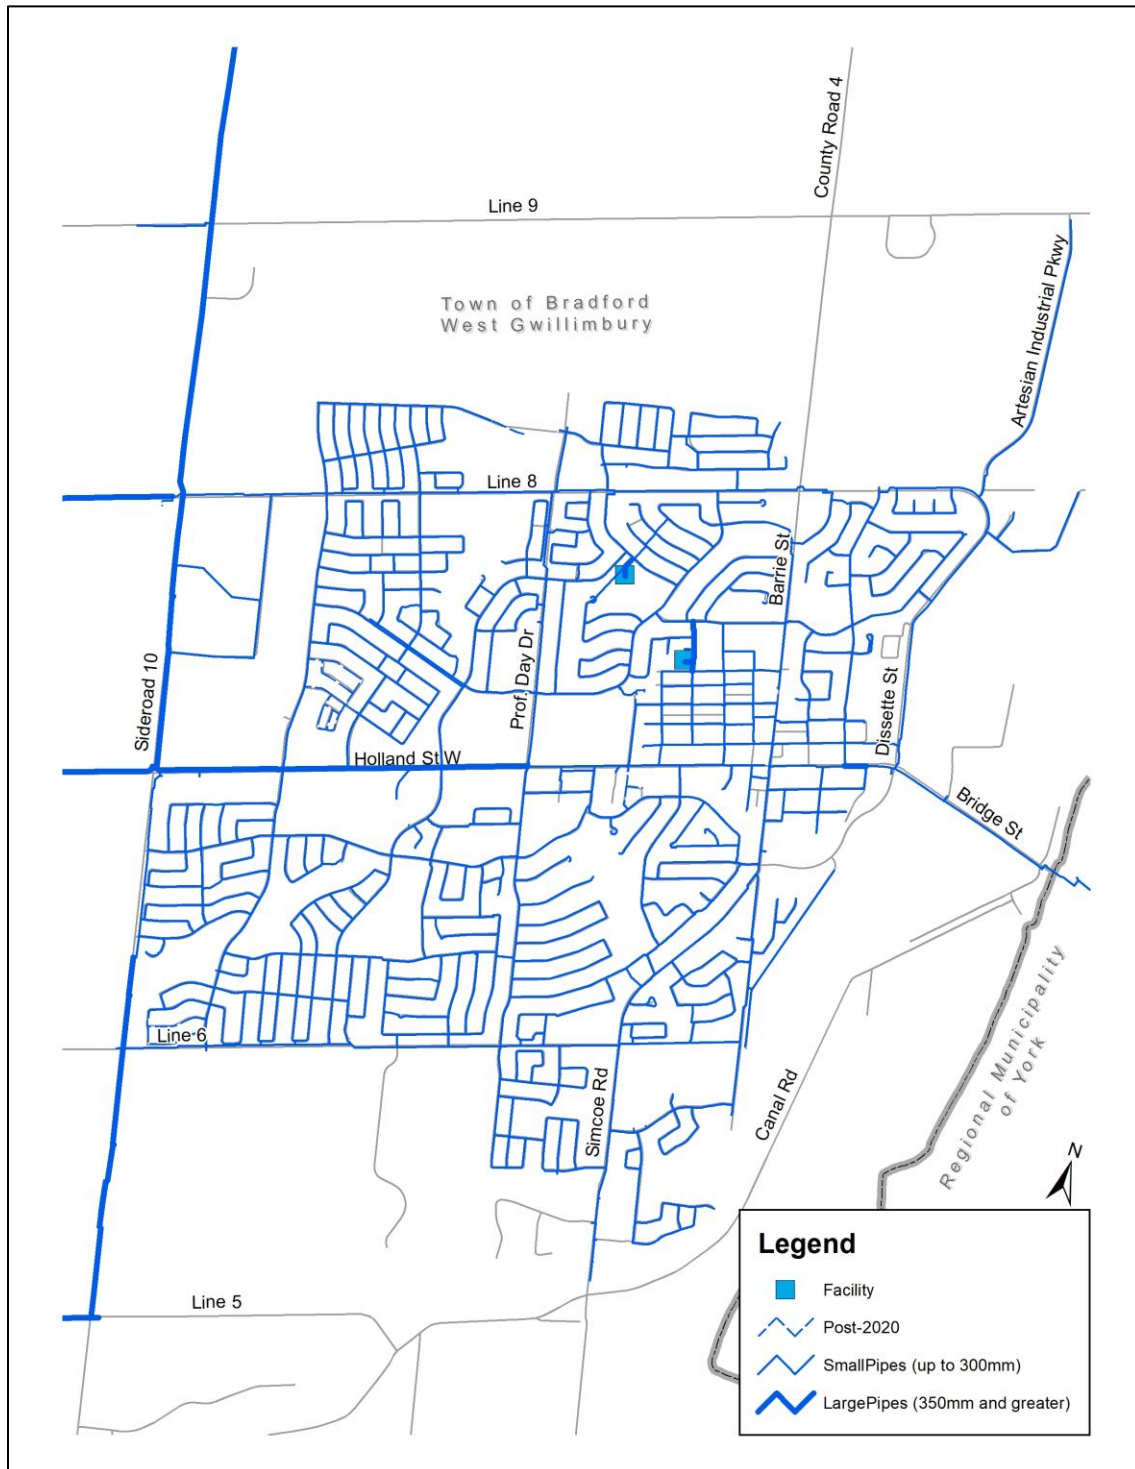 County Road 4
Line 9
Artesian Industrial Pkwy
Town of Bradford
West Gwillimbury
Line 8
Barrie St
Sideroad 10
Prof. Day Dr
Dissette St
Holland St W
Bridge St
Line 6
Simcoe Rd
Canal Rd
Regional Municipality
of York
N
Line 5
Legend
Facility
Post-2020
SmallPipes (up to 300mm)
LargePipes (350mm and greater)